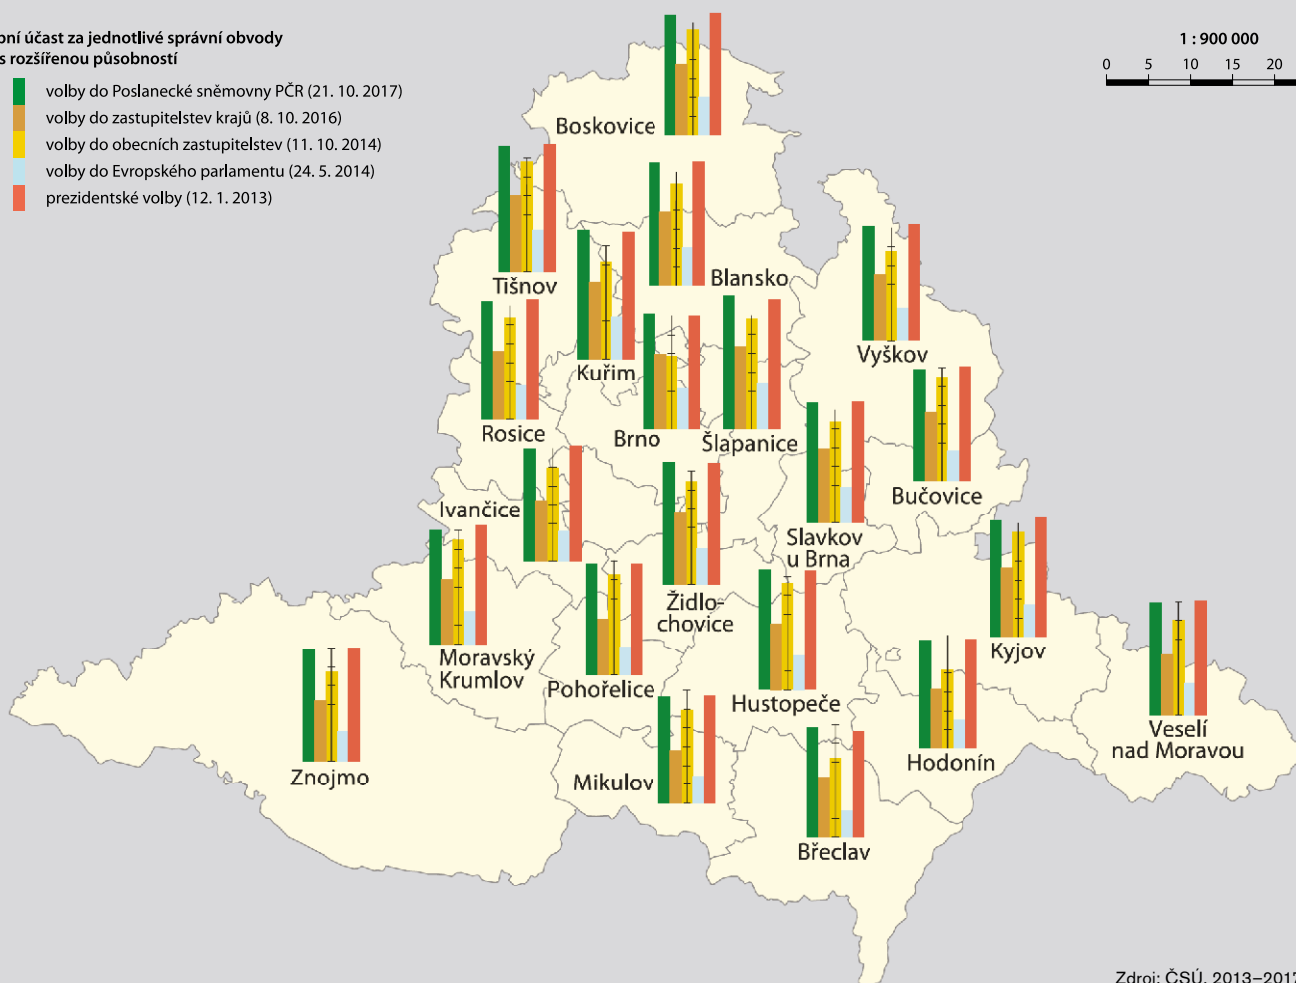 bní účast za jednotlivé správní obvody
s rozšířenou působností
volby do Poslanecké sněmovny PČR (21. 10. 2017)
volby do zastupitelstev krajů (8. 10. 2016)
volby do obecních zastupitelstev (11. 10. 2014)
volby do Evropského parlamentu (24. 5. 2014)
prezidentské volby (12. 1. 2013)
1 : 900 000
0 5 10 15 20
Boskovice
Tišnov
Blansko
Kuřim
Vyškov
Rosice
Brno
Šlapanice
Bučovice
Ivančice
Slavkov
u Brna
Židlo-
chovice
Moravský
Krumlov
Pohořelice
Hustopeče
Kyjov
Veselí
nad Moravou
Hodonín
Znojmo
Mikulov
Břeclav
Zdroj: ČSÚ, 2013–2017